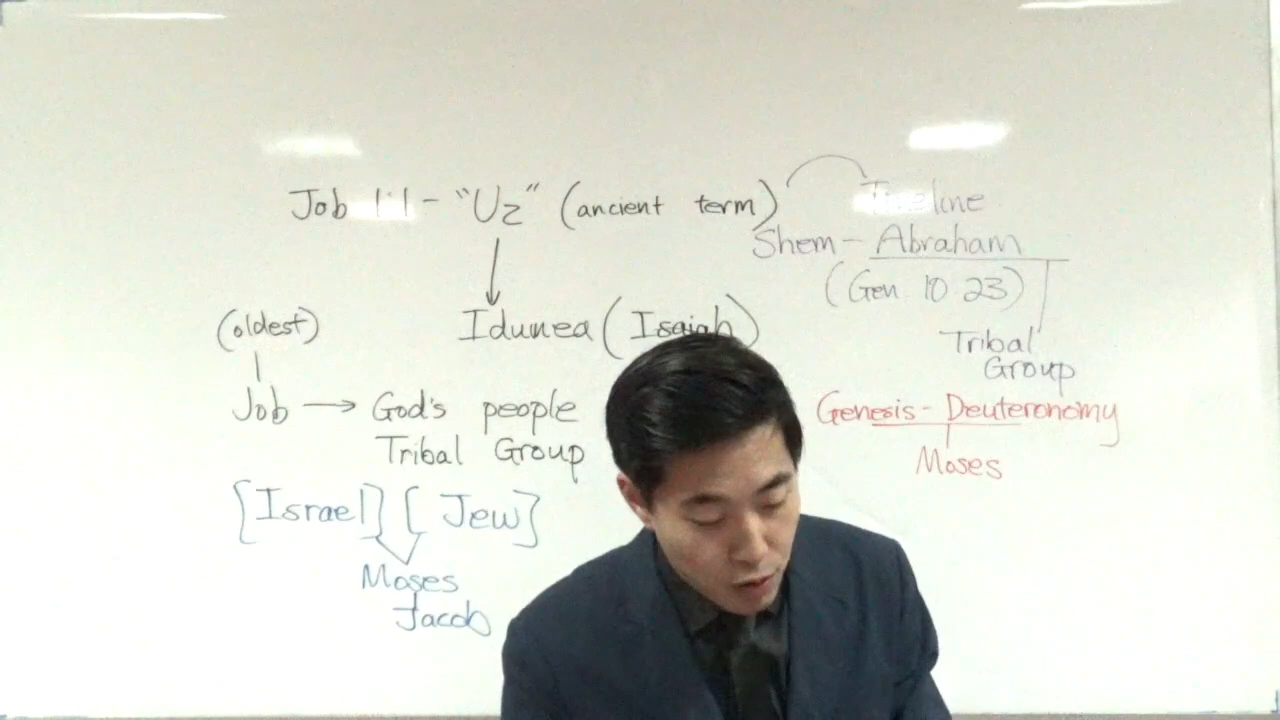 Job 1:1 - "Uz" (ancient term)
Timeline
Shem - Abraham
(Gen 10 23)
Tribal
Group
(oldest)
Idumea (Isaiah)
Job → God's people
Tribal Group
Genesis - Deuteronomy
Moses
[Israel] [Jew]
Moses
Jacob